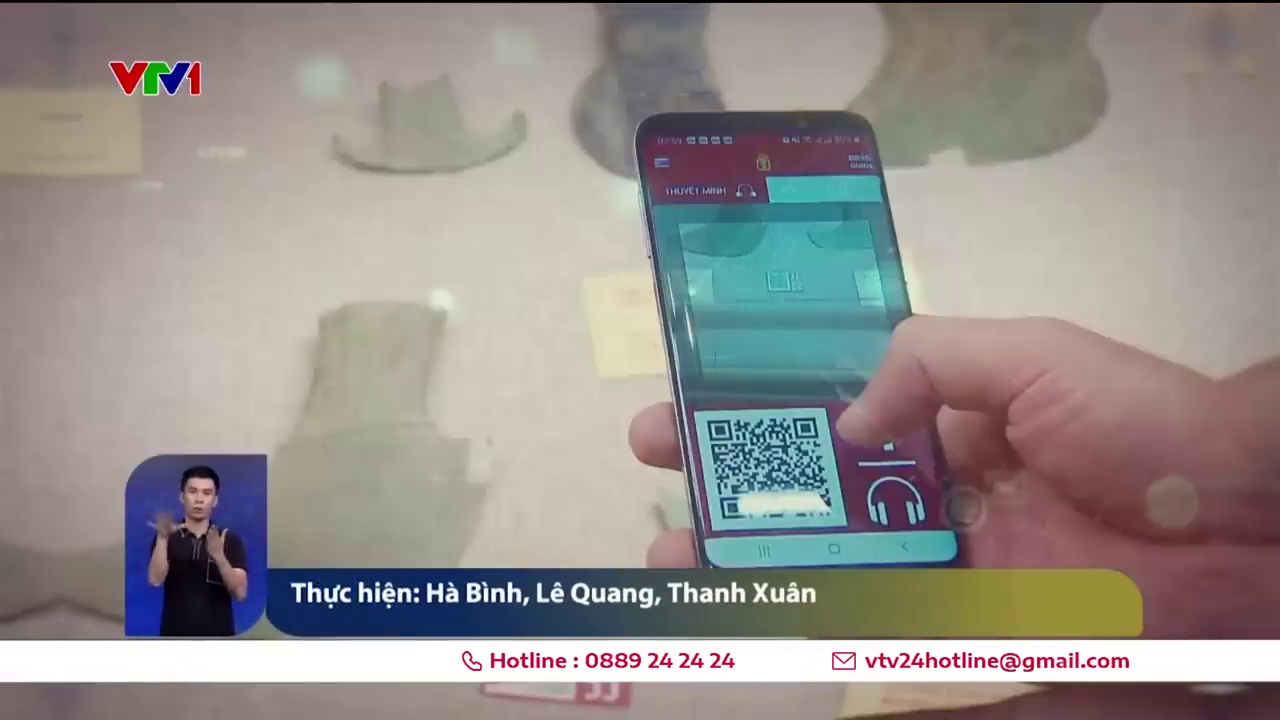 VTV1
THUYẾT MINH
Thực hiện: Hà Bình, Lê Quang, Thanh Xuân
Hotline : 0889 24 24 24
vtv24hotline@gmail.com